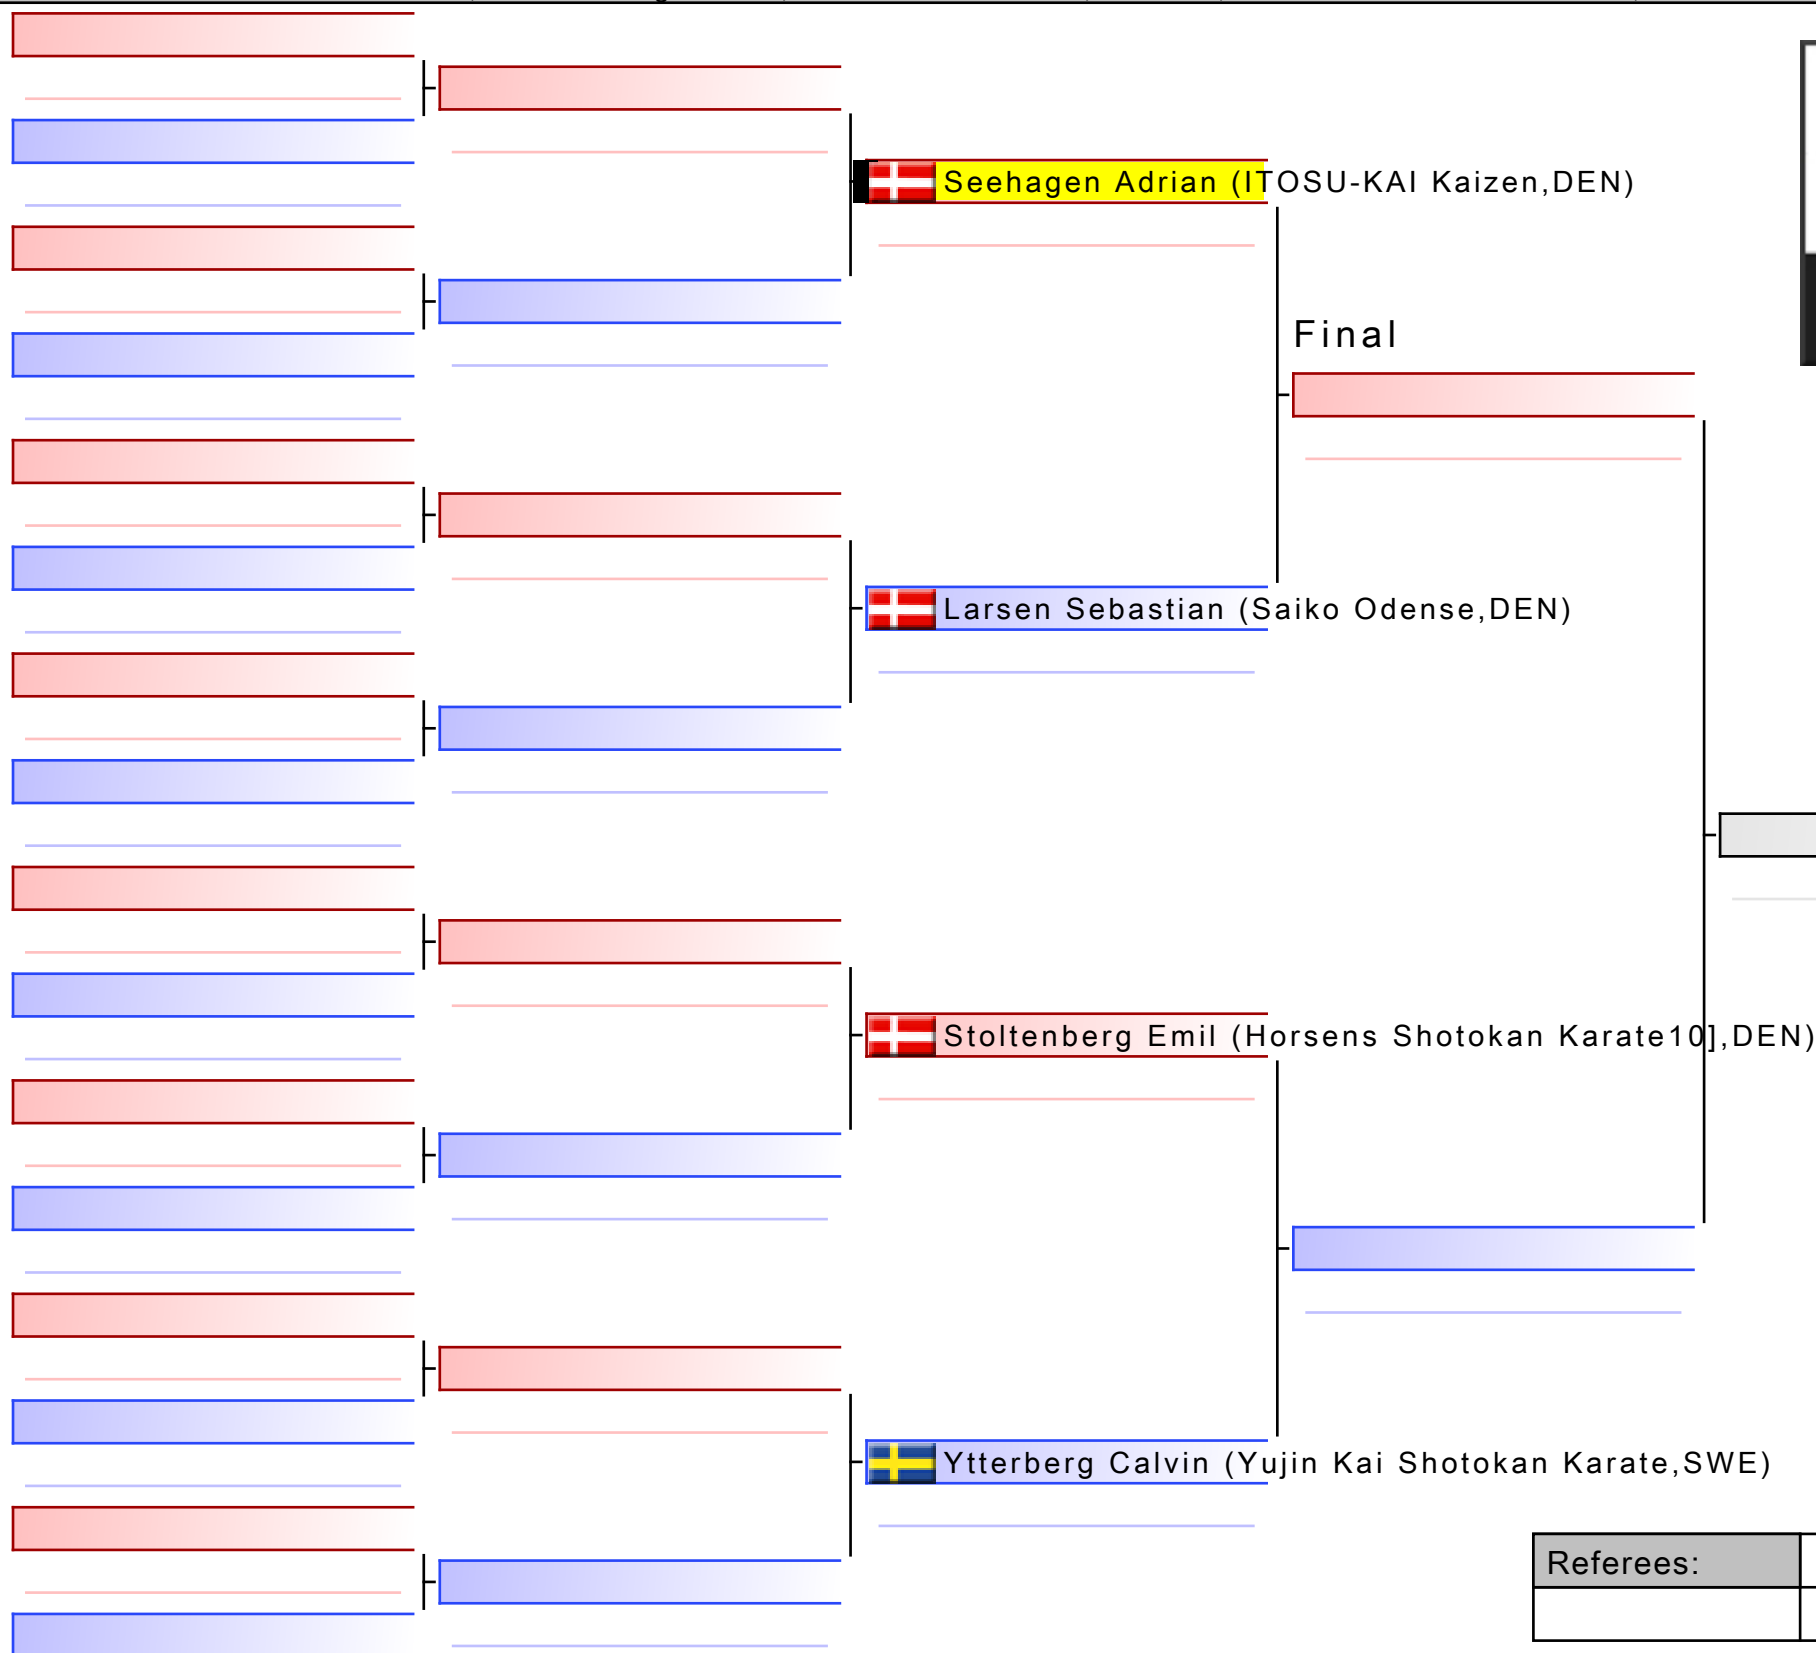 Seehagen Adrian (ITOSU-KAI Kaizen,DEN)
Final
Larsen Sebastian (Saiko Odense,DEN)
Stoltenberg Emil (Horsens Shotokan Karate10],DEN)
Ytterberg Calvin (Yujin Kai Shotokan Karate,SWE)
Referees: